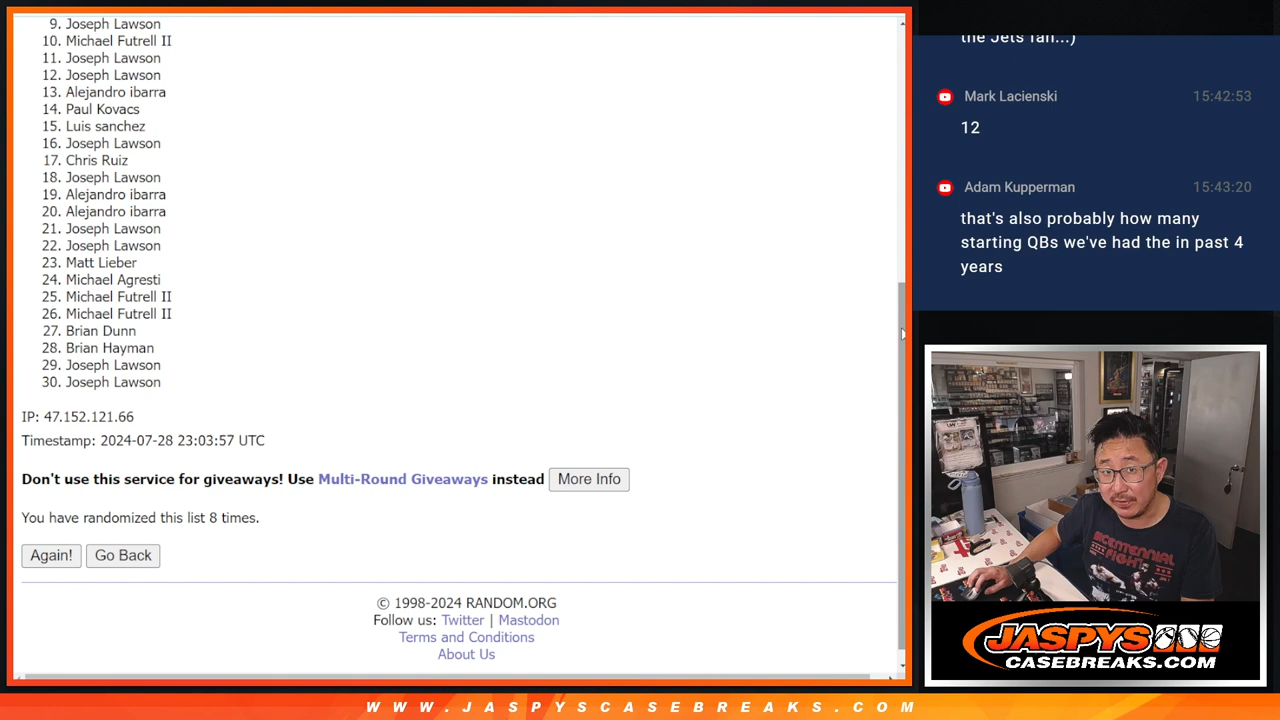 9. Joseph Lawson
10. Michael Futrell II
11. Joseph Lawson
12. Joseph Lawson
13. Alejandro ibarra
14. Paul Kovacs
15. Luis sanchez
16. Joseph Lawson
17. Chris Ruiz
18. Joseph Lawson
19. Alejandro ibarra
20. Alejandro ibarra
21. Joseph Lawson
22. Joseph Lawson
23. Matt Lieber
24. Michael Agresti
25. Michael Futrell II
26. Michael Futrell II
27. Brian Dunn
28. Brian Hayman
29. Joseph Lawson
30. Joseph Lawson
IP: 47.152.121.66
Timestamp: 2024-07-28 23:03:57 UTC
Don't use this service for giveaways! Use Multi-Round Giveaways instead More Info
You have randomized this list 8 times.
Again! Go Back
© 1998-2024 RANDOM.ORG
Follow us: Twitter | Mastodon
Terms and Conditions
About Us
the Jets fan...)
Mark Lacienski 15:42:53
12
Adam Kupperman 15:43:20
that's also probably how many
starting QBs we've had the in past 4
years
BICENTENNIAL
FIGHT
JASPYS
CASEBREAKS.COM
WWW.JASPYSCASEBREAKS.COM